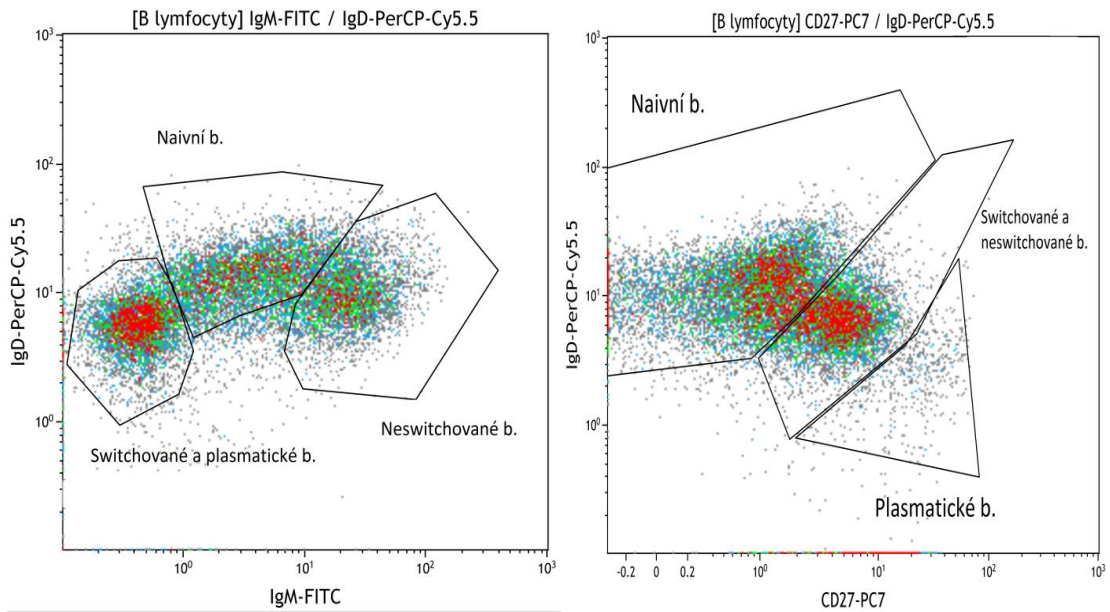 [B lymfocyty] IgM-FITC / IgD-PerCP-Cy5.5
10³
10²
10¹
10⁰
IgD-PerCP-Cy5.5
Naivní b.
Neswitchované b.
Switchované a plasmatické b.
10⁰ 10¹ 10² 10³
IgM-FITC
[B lymfocyty] CD27-PC7 / IgD-PerCP-Cy5.5
10³
10²
10¹
10⁰
IgD-PerCP-Cy5.5
Naivní b.
Switchované a
neswitchované b.
Plasmatické b.
-0.2 0 0.2 10⁰ 10¹ 10² 10³
CD27-PC7